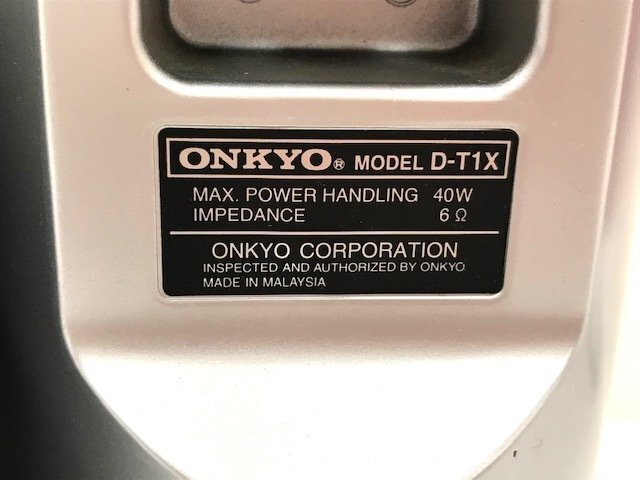 ONKYO® MODEL D-T1X
MAX. POWER HANDLING 40W
IMPEDANCE 6 Ω
ONKYO CORPORATION
INSPECTED AND AUTHORIZED BY ONKYO
MADE IN MALAYSIA